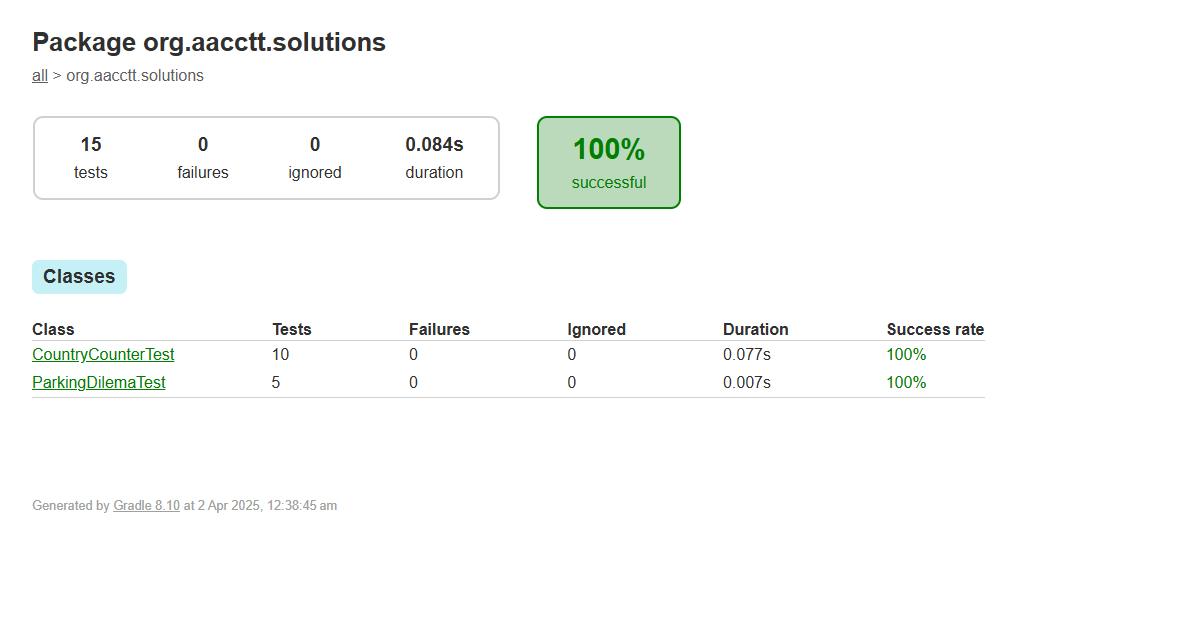 Package org.aacctt.solutions
all > org.aacctt.solutions
15 0 0 0.084s
tests failures ignored duration
100%
successful
Classes
Class Tests Failures Ignored Duration Success rate
CountryCounterTest 10 0 0 0.077s 100%
ParkingDilemaTest 5 0 0 0.007s 100%
Generated by Gradle 8.10 at 2 Apr 2025, 12:38:45 am